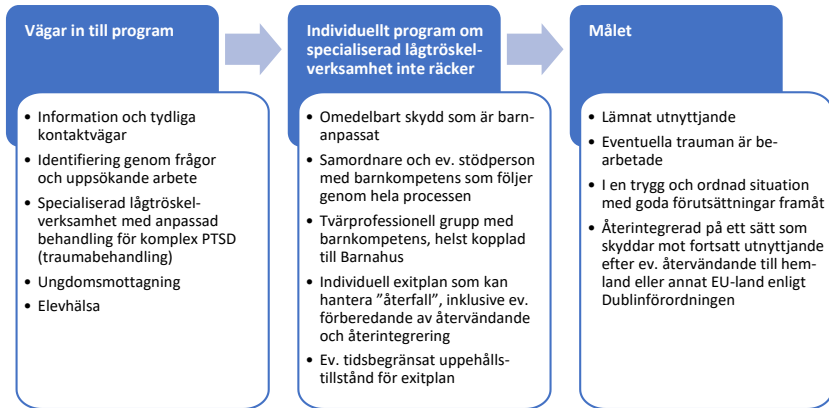 Vägar in till program
• Information och tydliga
kontaktvägar
• Identifiering genom frågor
och uppsökande arbete
• Specialiserad lågtröskel-
verksamhet med anpassad
behandling för komplex PTSD
(traumabehandling)
• Ungdomsmottagning
• Elevhälsa
Individuellt program om
specialiserad lågtröskel-
verksamhet inte räcker
• Omedelbart skydd som är barn-
anpassat
• Samordnare och ev. stödperson
med barnkompetens som följer
genom hela processen
• Tvärprofessionell grupp med
barnkompetens, helst kopplad
till Barnahus
• Individuell exitplan som kan
hantera ”återfall”, inklusive ev.
förberedande av återvändande
och återintegrering
• Ev. tidsbegränsat uppehålls-
tillstånd för exitplan
Målet
• Lämnat utnyttjande
• Eventuella trauman är be-
arbetade
• I en trygg och ordnad situation
med goda förutsättningar framåt
• Återintegrerad på ett sätt som
skyddar mot fortsatt utnyttjande
efter ev. återvändande till hem-
land eller annat EU-land enligt
Dublinförordningen